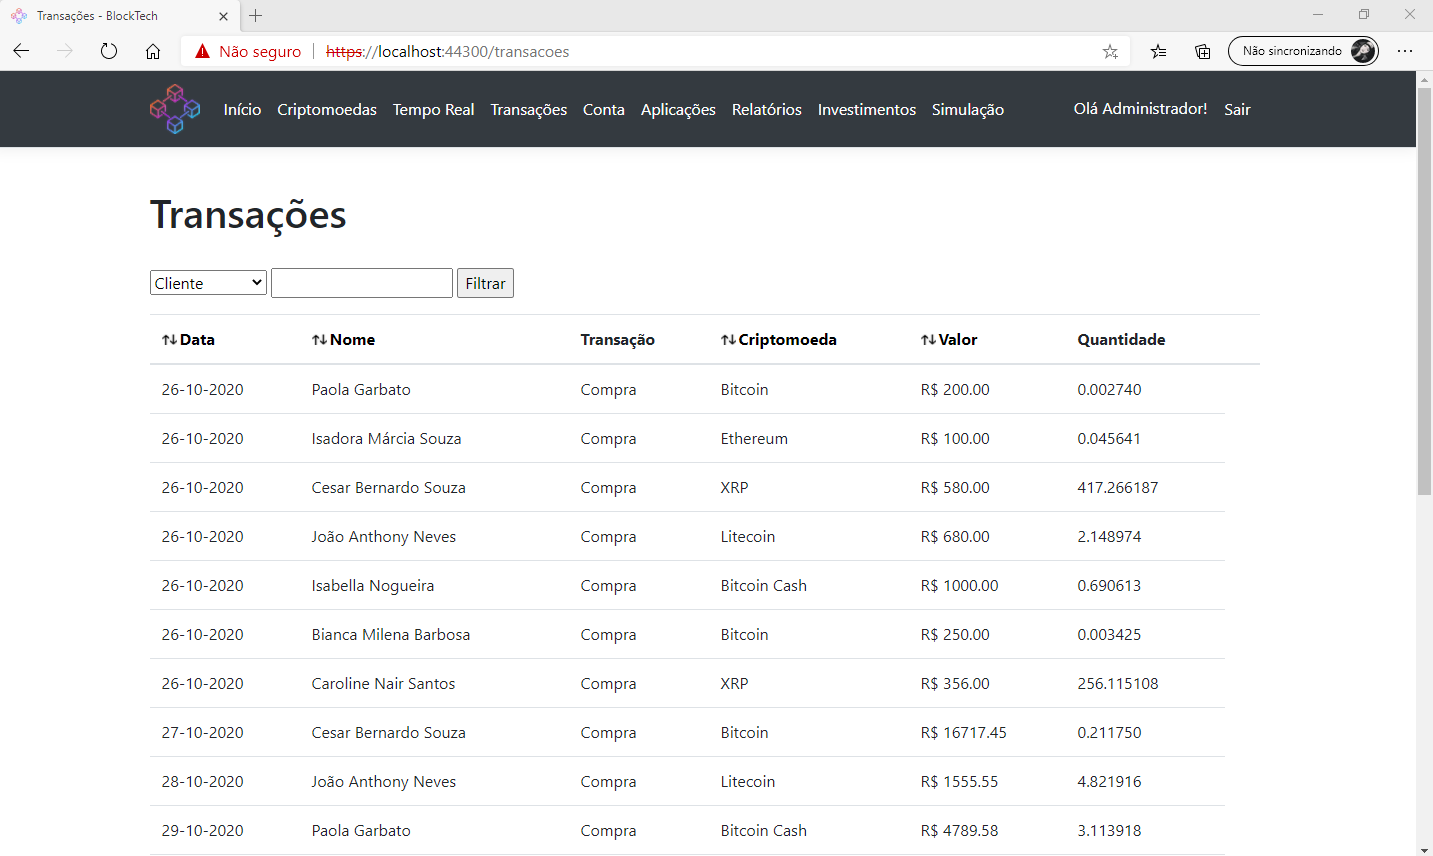 Transações - BlockTech
Não seguro https://localhost:44300/transacoes Não sincronizando
Início Criptomoedas Tempo Real Transações Conta Aplicações Relatórios Investimentos Simulação Olá Administrador! Sair
Transações
Cliente Filtrar
Data Nome Transação Criptomoeda Valor Quantidade
26-10-2020 Paola Garbato Compra Bitcoin R$ 200.00 0.002740
26-10-2020 Isadora Márcia Souza Compra Ethereum R$ 100.00 0.045641
26-10-2020 Cesar Bernardo Souza Compra XRP R$ 580.00 417.266187
26-10-2020 João Anthony Neves Compra Litecoin R$ 680.00 2.148974
26-10-2020 Isabella Nogueira Compra Bitcoin Cash R$ 1000.00 0.690613
26-10-2020 Bianca Milena Barbosa Compra Bitcoin R$ 250.00 0.003425
26-10-2020 Caroline Nair Santos Compra XRP R$ 356.00 256.115108
27-10-2020 Cesar Bernardo Souza Compra Bitcoin R$ 16717.45 0.211750
28-10-2020 João Anthony Neves Compra Litecoin R$ 1555.55 4.821916
29-10-2020 Paola Garbato Compra Bitcoin Cash R$ 4789.58 3.113918